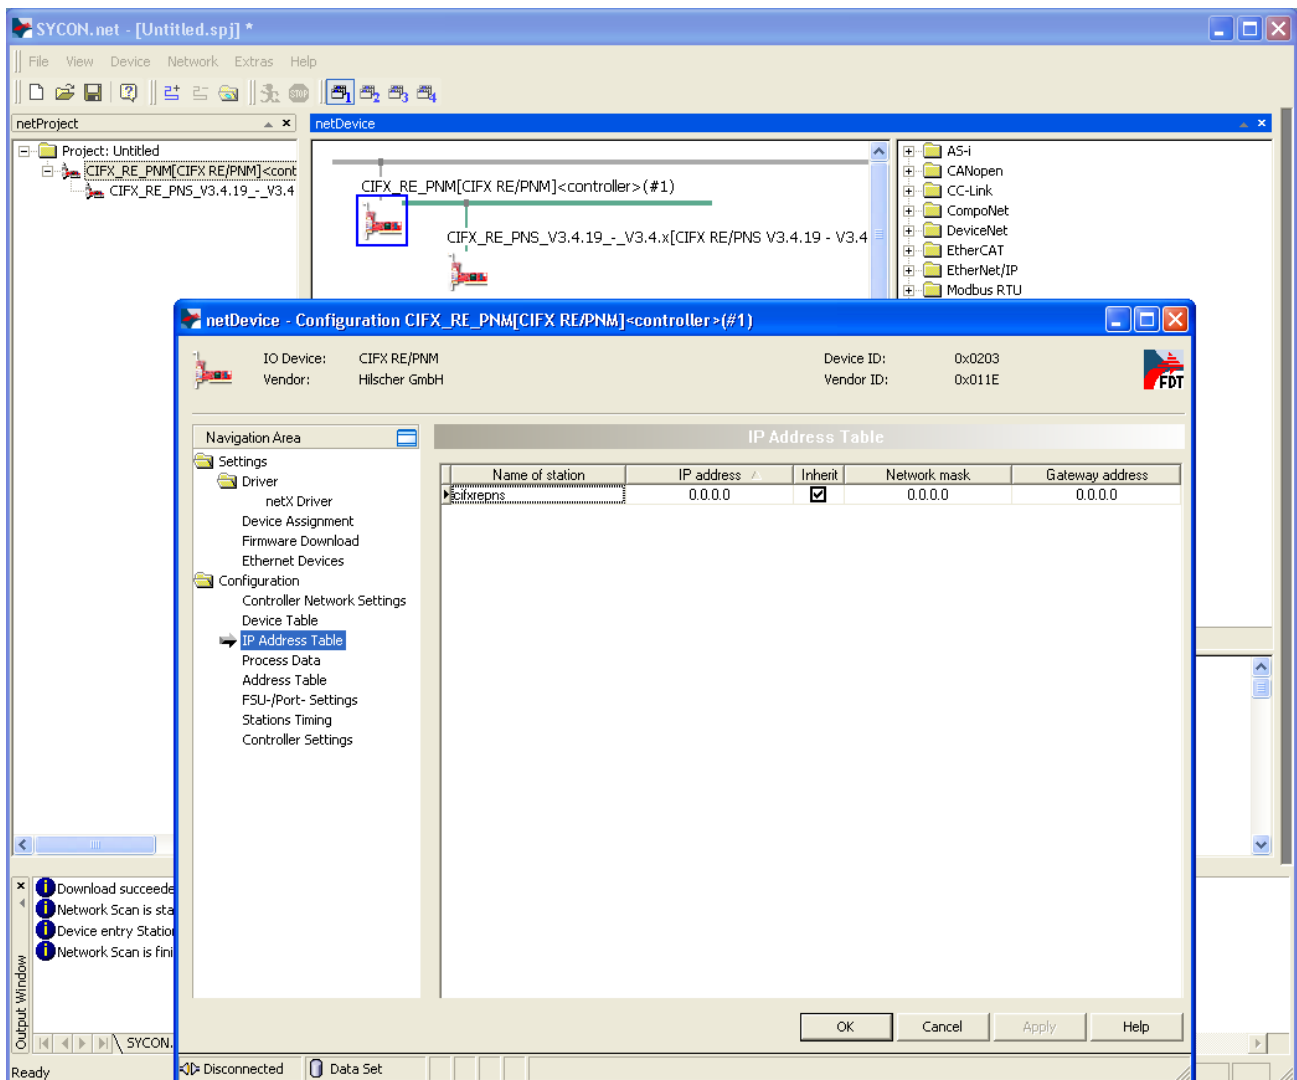 SYCON.net - [Untitled.spj] *
File View Device Network Extras Help
netProject
netDevice
Project: Untitled
CIFX_RE_PNM[CIFX RE/PNM]<cont
CIFX_RE_PNS_V3.4.19_-_V3.4
CIFX_RE_PNM[CIFX RE/PNM]<controller>(#1)
CIFX_RE_PNS_V3.4.19_-_V3.4.x[CIFX RE/PNS V3.4.19 - V3.4
AS-i
CANopen
CC-Link
CompoNet
DeviceNet
EtherCAT
EtherNet/IP
Modbus RTU
netDevice - Configuration CIFX_RE_PNM[CIFX RE/PNM]<controller>(#1)
IO Device: CIFX RE/PNM Device ID: 0x0203
Vendor: Hilscher GmbH Vendor ID: 0x011E
FDT
Navigation Area
IP Address Table
Settings
Driver
netX Driver
Device Assignment
Firmware Download
Ethernet Devices
Configuration
Controller Network Settings
Device Table
IP Address Table
Process Data
Address Table
FSU-/Port- Settings
Stations Timing
Controller Settings
Name of station IP address Inherit Network mask Gateway address
cifxrepns 0.0.0.0 0.0.0.0 0.0.0.0
Download succeede
Network Scan is sta
Device entry Statio
Network Scan is fini
Output Window
SYCON.
OK Cancel Apply Help
Disconnected Data Set
Ready